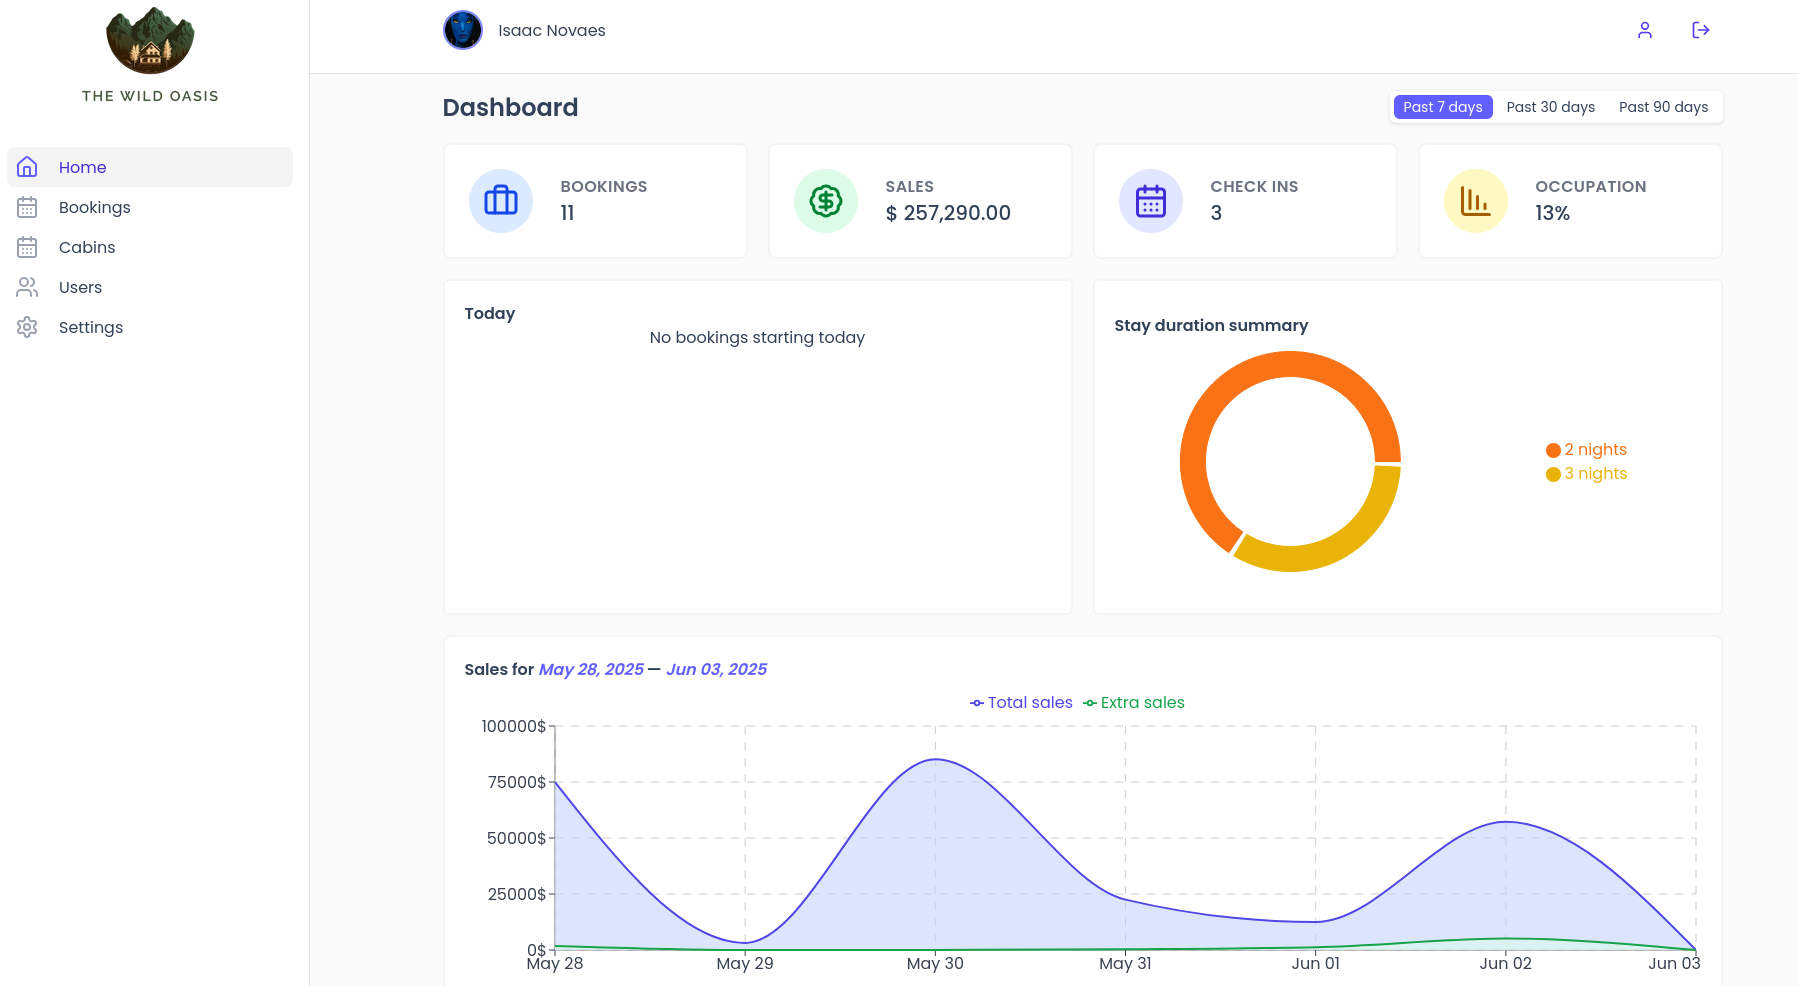 THE WILD OASIS
Home
Bookings
Cabins
Users
Settings
Isaac Novaes
Dashboard
Past 7 days Past 30 days Past 90 days
BOOKINGS
11
SALES
$ 257,290.00
CHECK INS
3
OCCUPATION
13%
Today
No bookings starting today
Stay duration summary
2 nights
3 nights
Sales for May 28, 2025 — Jun 03, 2025
Total sales Extra sales
100000$
75000$
50000$
25000$
0$
May 28 May 29 May 30 May 31 Jun 01 Jun 02 Jun 03